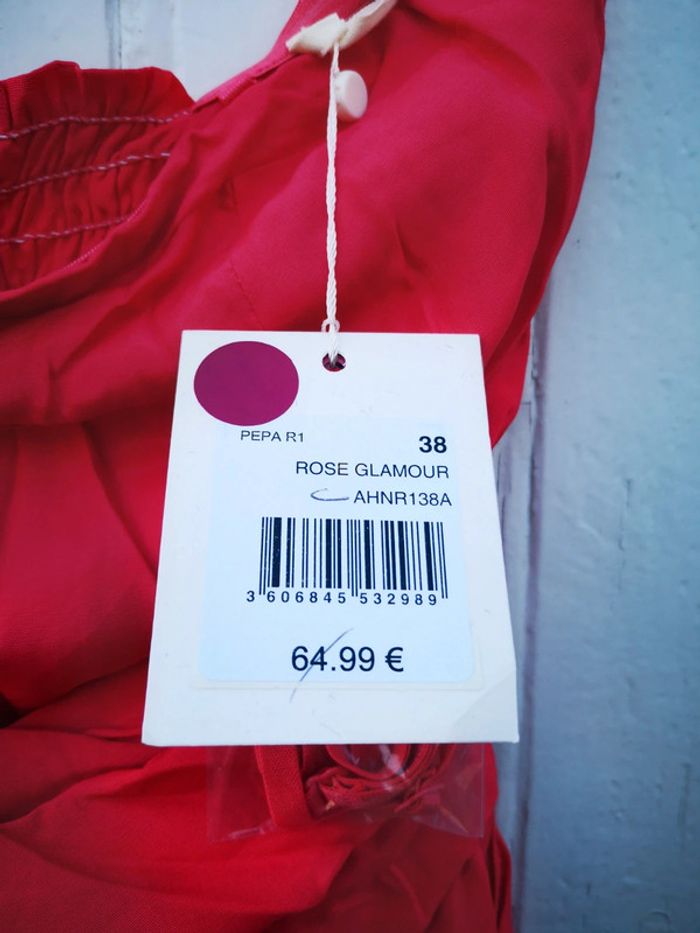 PEPA R1
38
ROSE GLAMOUR
AHNR138A
3 606845 532989
64.99 €